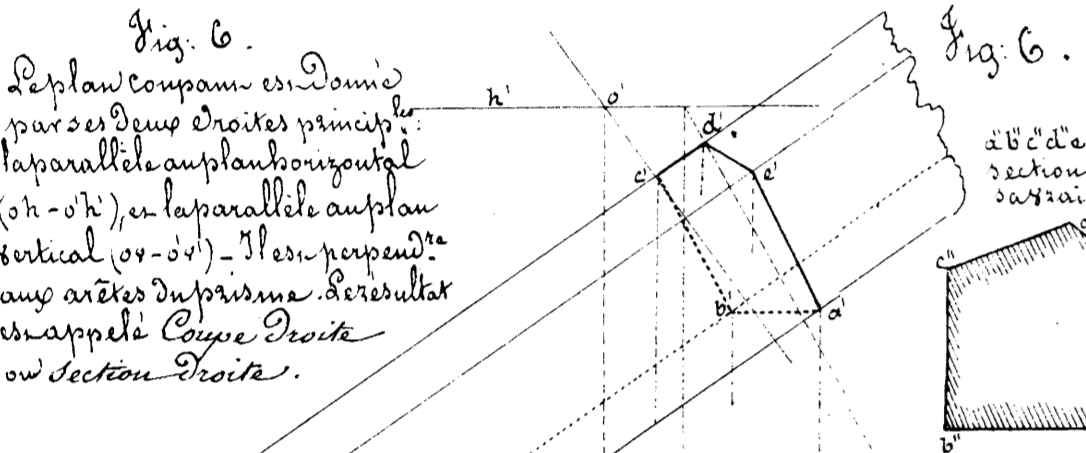 Fig: 6.
Le plan coupant est donné
par ses deux droites princip.les:
la parallèle au plan horizontal
(oh - o'h'), et la parallèle au plan
vertical (ov - o'v') - Il est perpend.re
aux arêtes du prisme. Le résultat
est appelé Coupe Droite
ou Section Droite.
h'
o'
d'
c'
e'
b'
a'
Fig: 6.
a"b"c"d"e
section
sa vrai
c"
b"